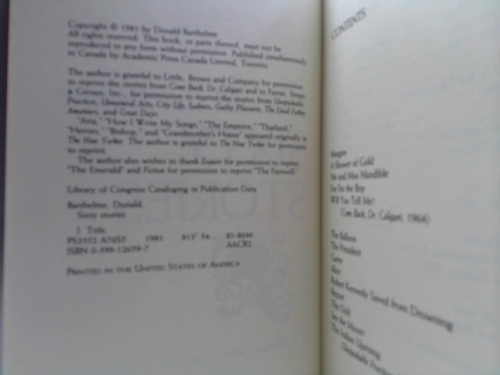 Copyright © 1981 by Donald Barthelme
All rights reserved. This book, or parts thereof, must not be
reproduced in any form without permission. Published simultaneously
in Canada by Academic Press Canada Limited, Toronto.
The author is grateful to Little, Brown and Company for permission
to reprint the stories from Come Back, Dr. Caligari and to Farrar, Straus
& Giroux, Inc., for permission to reprint the stories from Unspeakable
Practices, Unnatural Acts, City Life, Sadness, Guilty Pleasures, The Dead Father,
Amateurs, and Great Days.
"Aria," "How I Write My Songs," "The Emperor," "Thailand,"
"Heroes," "Bishop," and "Grandmother's House" appeared originally in
The New Yorker. The author is grateful to The New Yorker for permission
to reprint.
The author also wishes to thank Esquire for permission to reprint
"The Emerald" and Fiction for permission to reprint "The Farewell."
Library of Congress Cataloging in Publication Data
Barthelme, Donald.
Sixty stories.
I. Title.
PS3552.A76S5 1981 813'.54 81-8646
ISBN 0-399-12659-7 AACR2
PRINTED IN THE UNITED STATES OF AMERICA
CONTENTS
Margins
A Shower of Gold
Me and Miss Mandible
For I'm the Boy
Will You Tell Me?
Come Back, Dr. Caligari, 1964)
The Balloon
The President
Game
Alice
Robert Kennedy Saved from Drowning
Report
The Dolt
See the Moon?
The Indian Uprising
(Unspeakable Practices